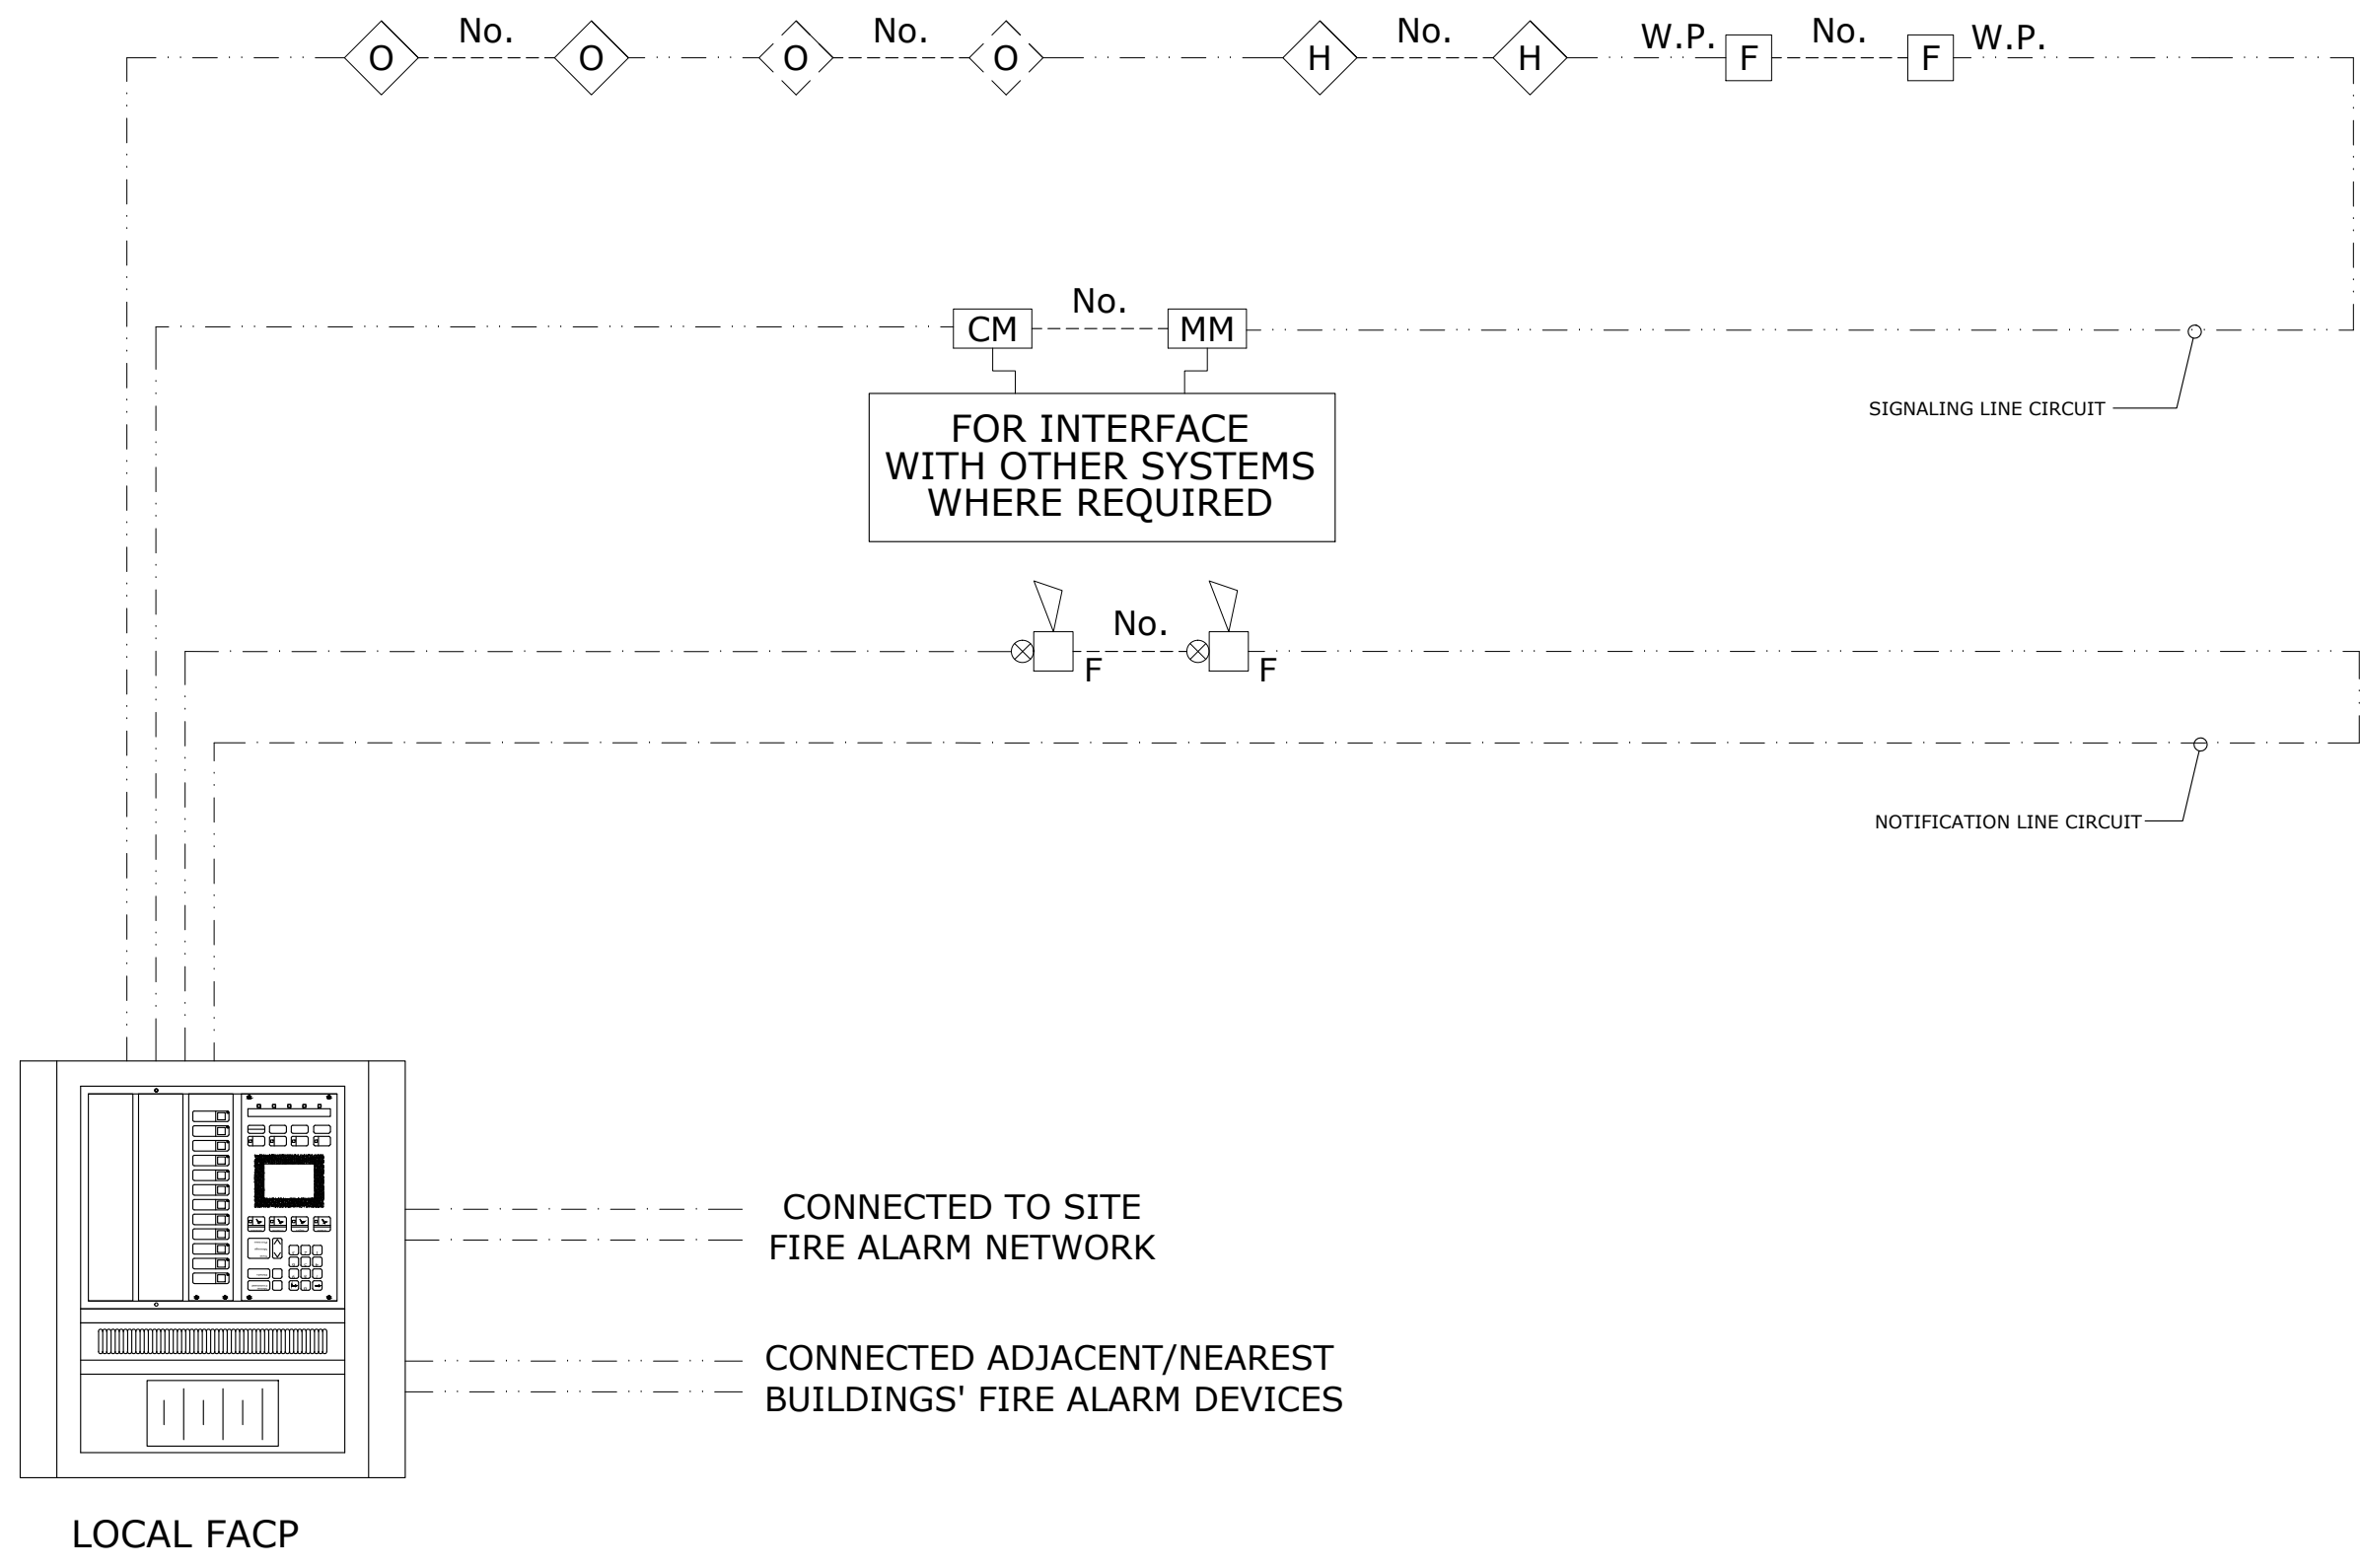 O No. O O No. O H No. H W.P. F No. F W.P.
CM No. MM
SIGNALING LINE CIRCUIT
FOR INTERFACE
WITH OTHER SYSTEMS
WHERE REQUIRED
No.
F F
NOTIFICATION LINE CIRCUIT
CONNECTED TO SITE
FIRE ALARM NETWORK
CONNECTED ADJACENT/NEAREST
BUILDINGS' FIRE ALARM DEVICES
LOCAL FACP